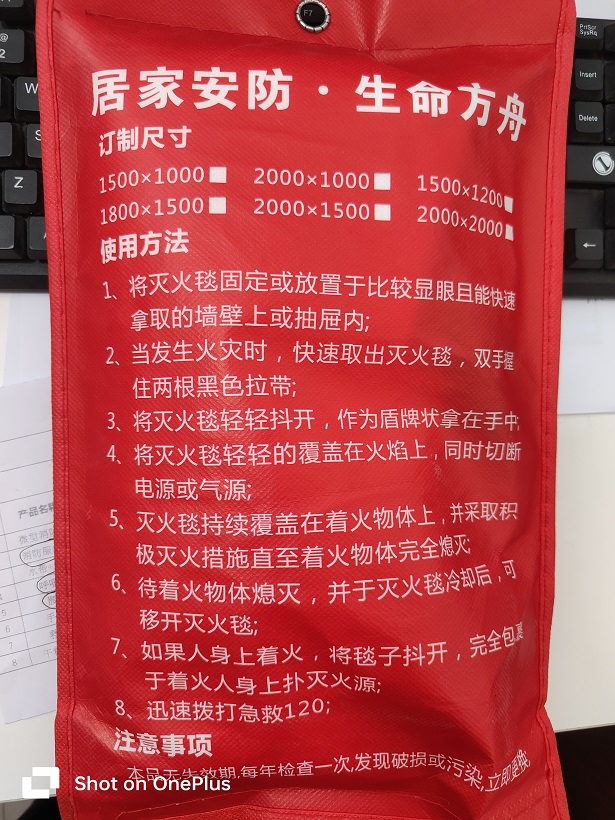 居家安防·生命方舟
订制尺寸
1500×1000 2000×1000 1500×1200
1800×1500 2000×1500 2000×2000
使用方法
1、将灭火毯固定或放置于比较显眼且能快速
拿取的墙壁上或抽屉内;
2、当发生火灾时，快速取出灭火毯，双手握
住两根黑色拉带;
3、将灭火毯轻轻抖开，作为盾牌状拿在手中
4、将灭火毯轻轻的覆盖在火焰上，同时切断
电源或气源;
5、灭火毯持续覆盖在着火物体上，并采取积
极灭火措施直至着火物体完全熄灭;
6、待着火物体熄灭，并于灭火毯冷却后，可
移开灭火毯;
7、如果人身上着火，将毯子抖开，完全包裹
于着火人身上扑灭火源;
8、迅速拨打急救120;
注意事项
本品无失效期,每年检查一次,发现破损或污染,立即更换;
Shot on OnePlus
F7
PrtScr
SysRq
Insert
Delete
@
2
W
S
Z
产品名称